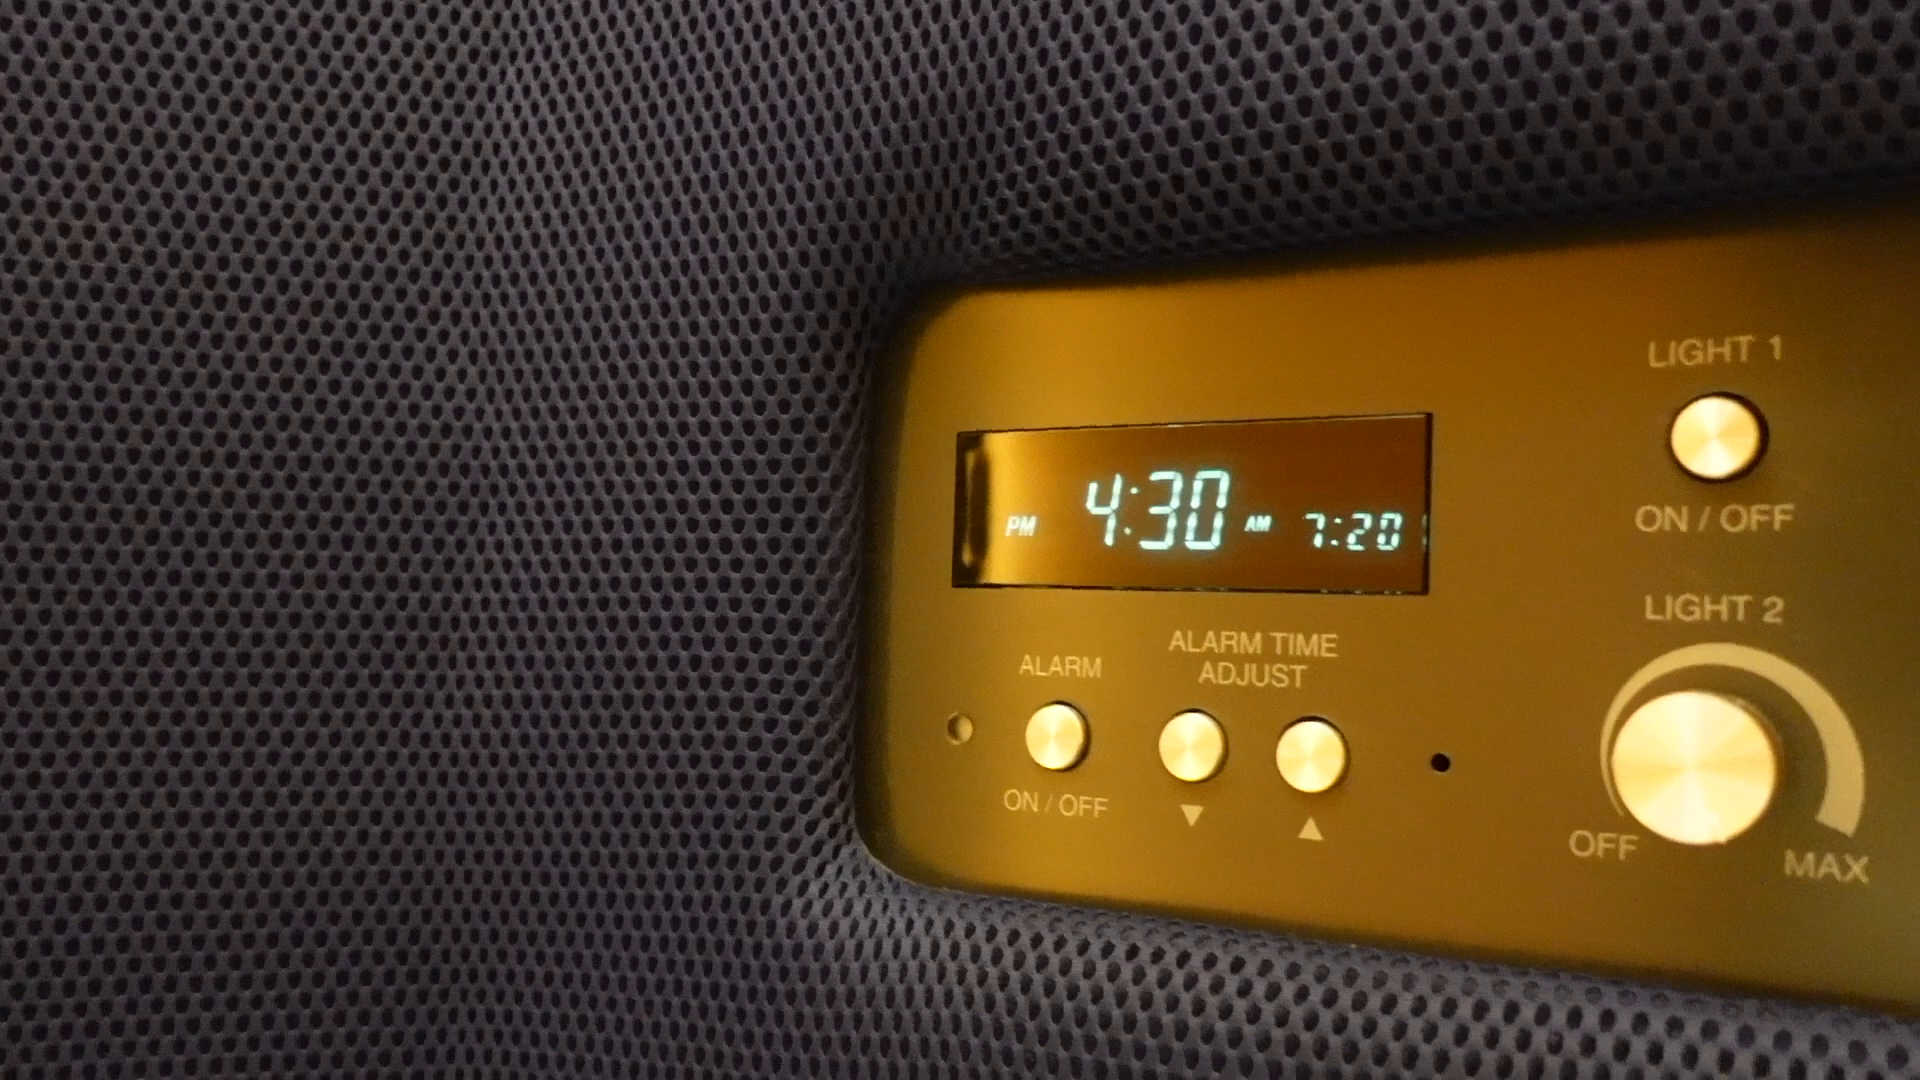 PM 4:30 AM 7:20
ALARM
ON / OFF
ALARM TIME
ADJUST
▼ ▲
LIGHT 1
ON / OFF
LIGHT 2
OFF MAX